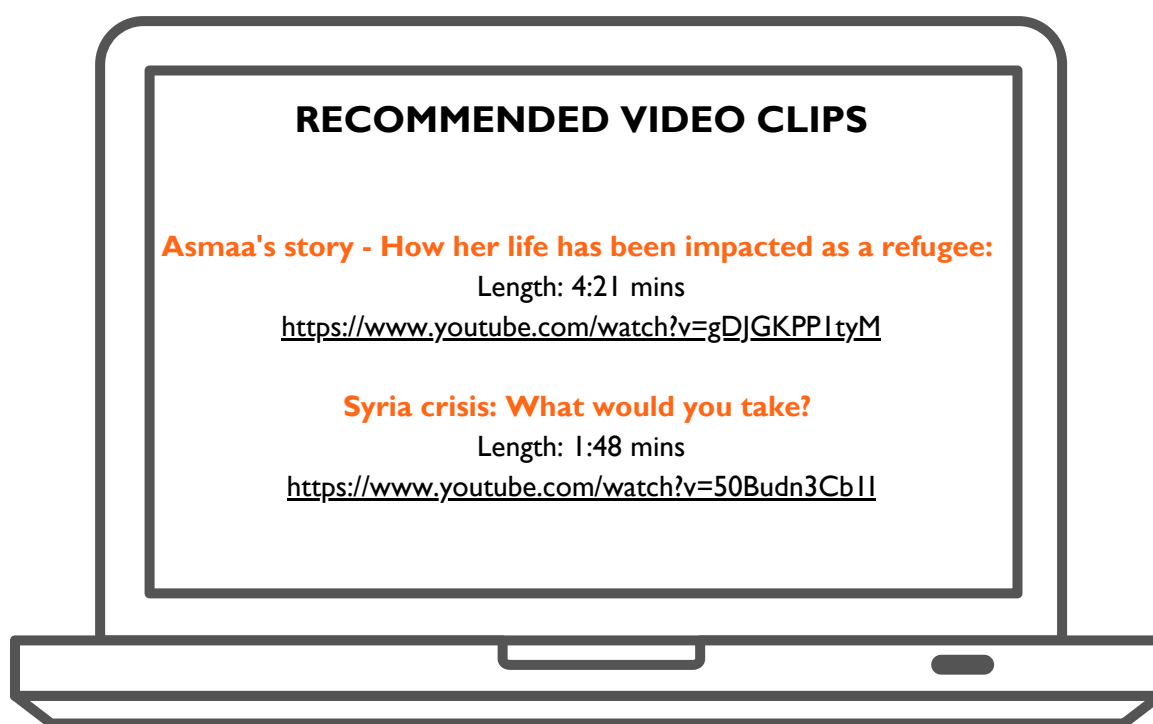 RECOMMENDED VIDEO CLIPS
Asmaa's story - How her life has been impacted as a refugee:
Length: 4:21 mins
https://www.youtube.com/watch?v=gDJGKPP1tyM
Syria crisis: What would you take?
Length: 1:48 mins
https://www.youtube.com/watch?v=50Budn3Cb1I